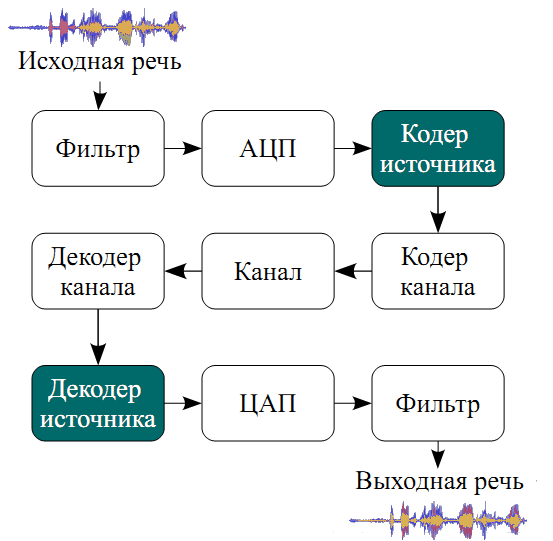 Исходная речь
Фильтр
АЦП
Кодер
источника
Кодер
канала
Канал
Декодер
канала
Декодер
источника
ЦАП
Фильтр
Выходная речь